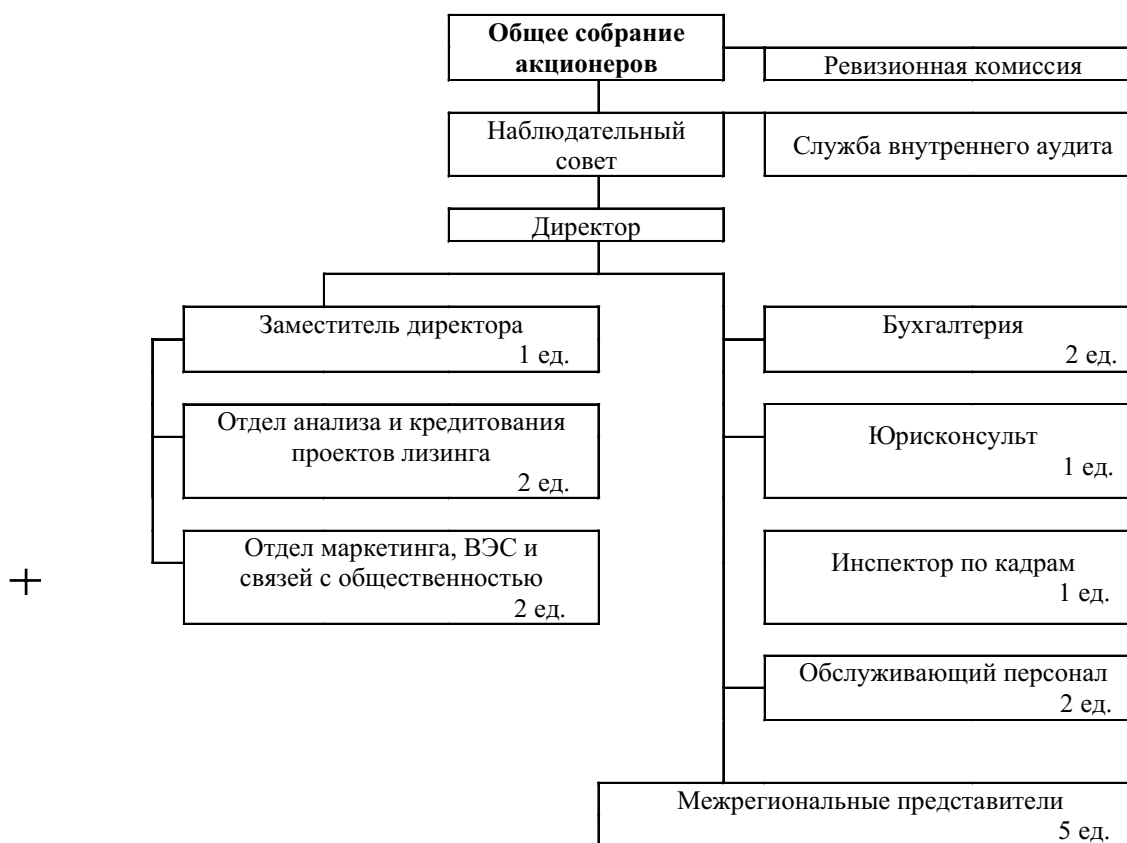 Общее собрание
акционеров
Ревизионная комиссия
Наблюдательный
совет
Служба внутреннего аудита
Директор
Заместитель директора
1 ед.
Бухгалтерия
2 ед.
Отдел анализа и кредитования
проектов лизинга
2 ед.
Юрисконсульт
1 ед.
Отдел маркетинга, ВЭС и
связей с общественностью
2 ед.
Инспектор по кадрам
1 ед.
+
Обслуживающий персонал
2 ед.
Межрегиональные представители
5 ед.